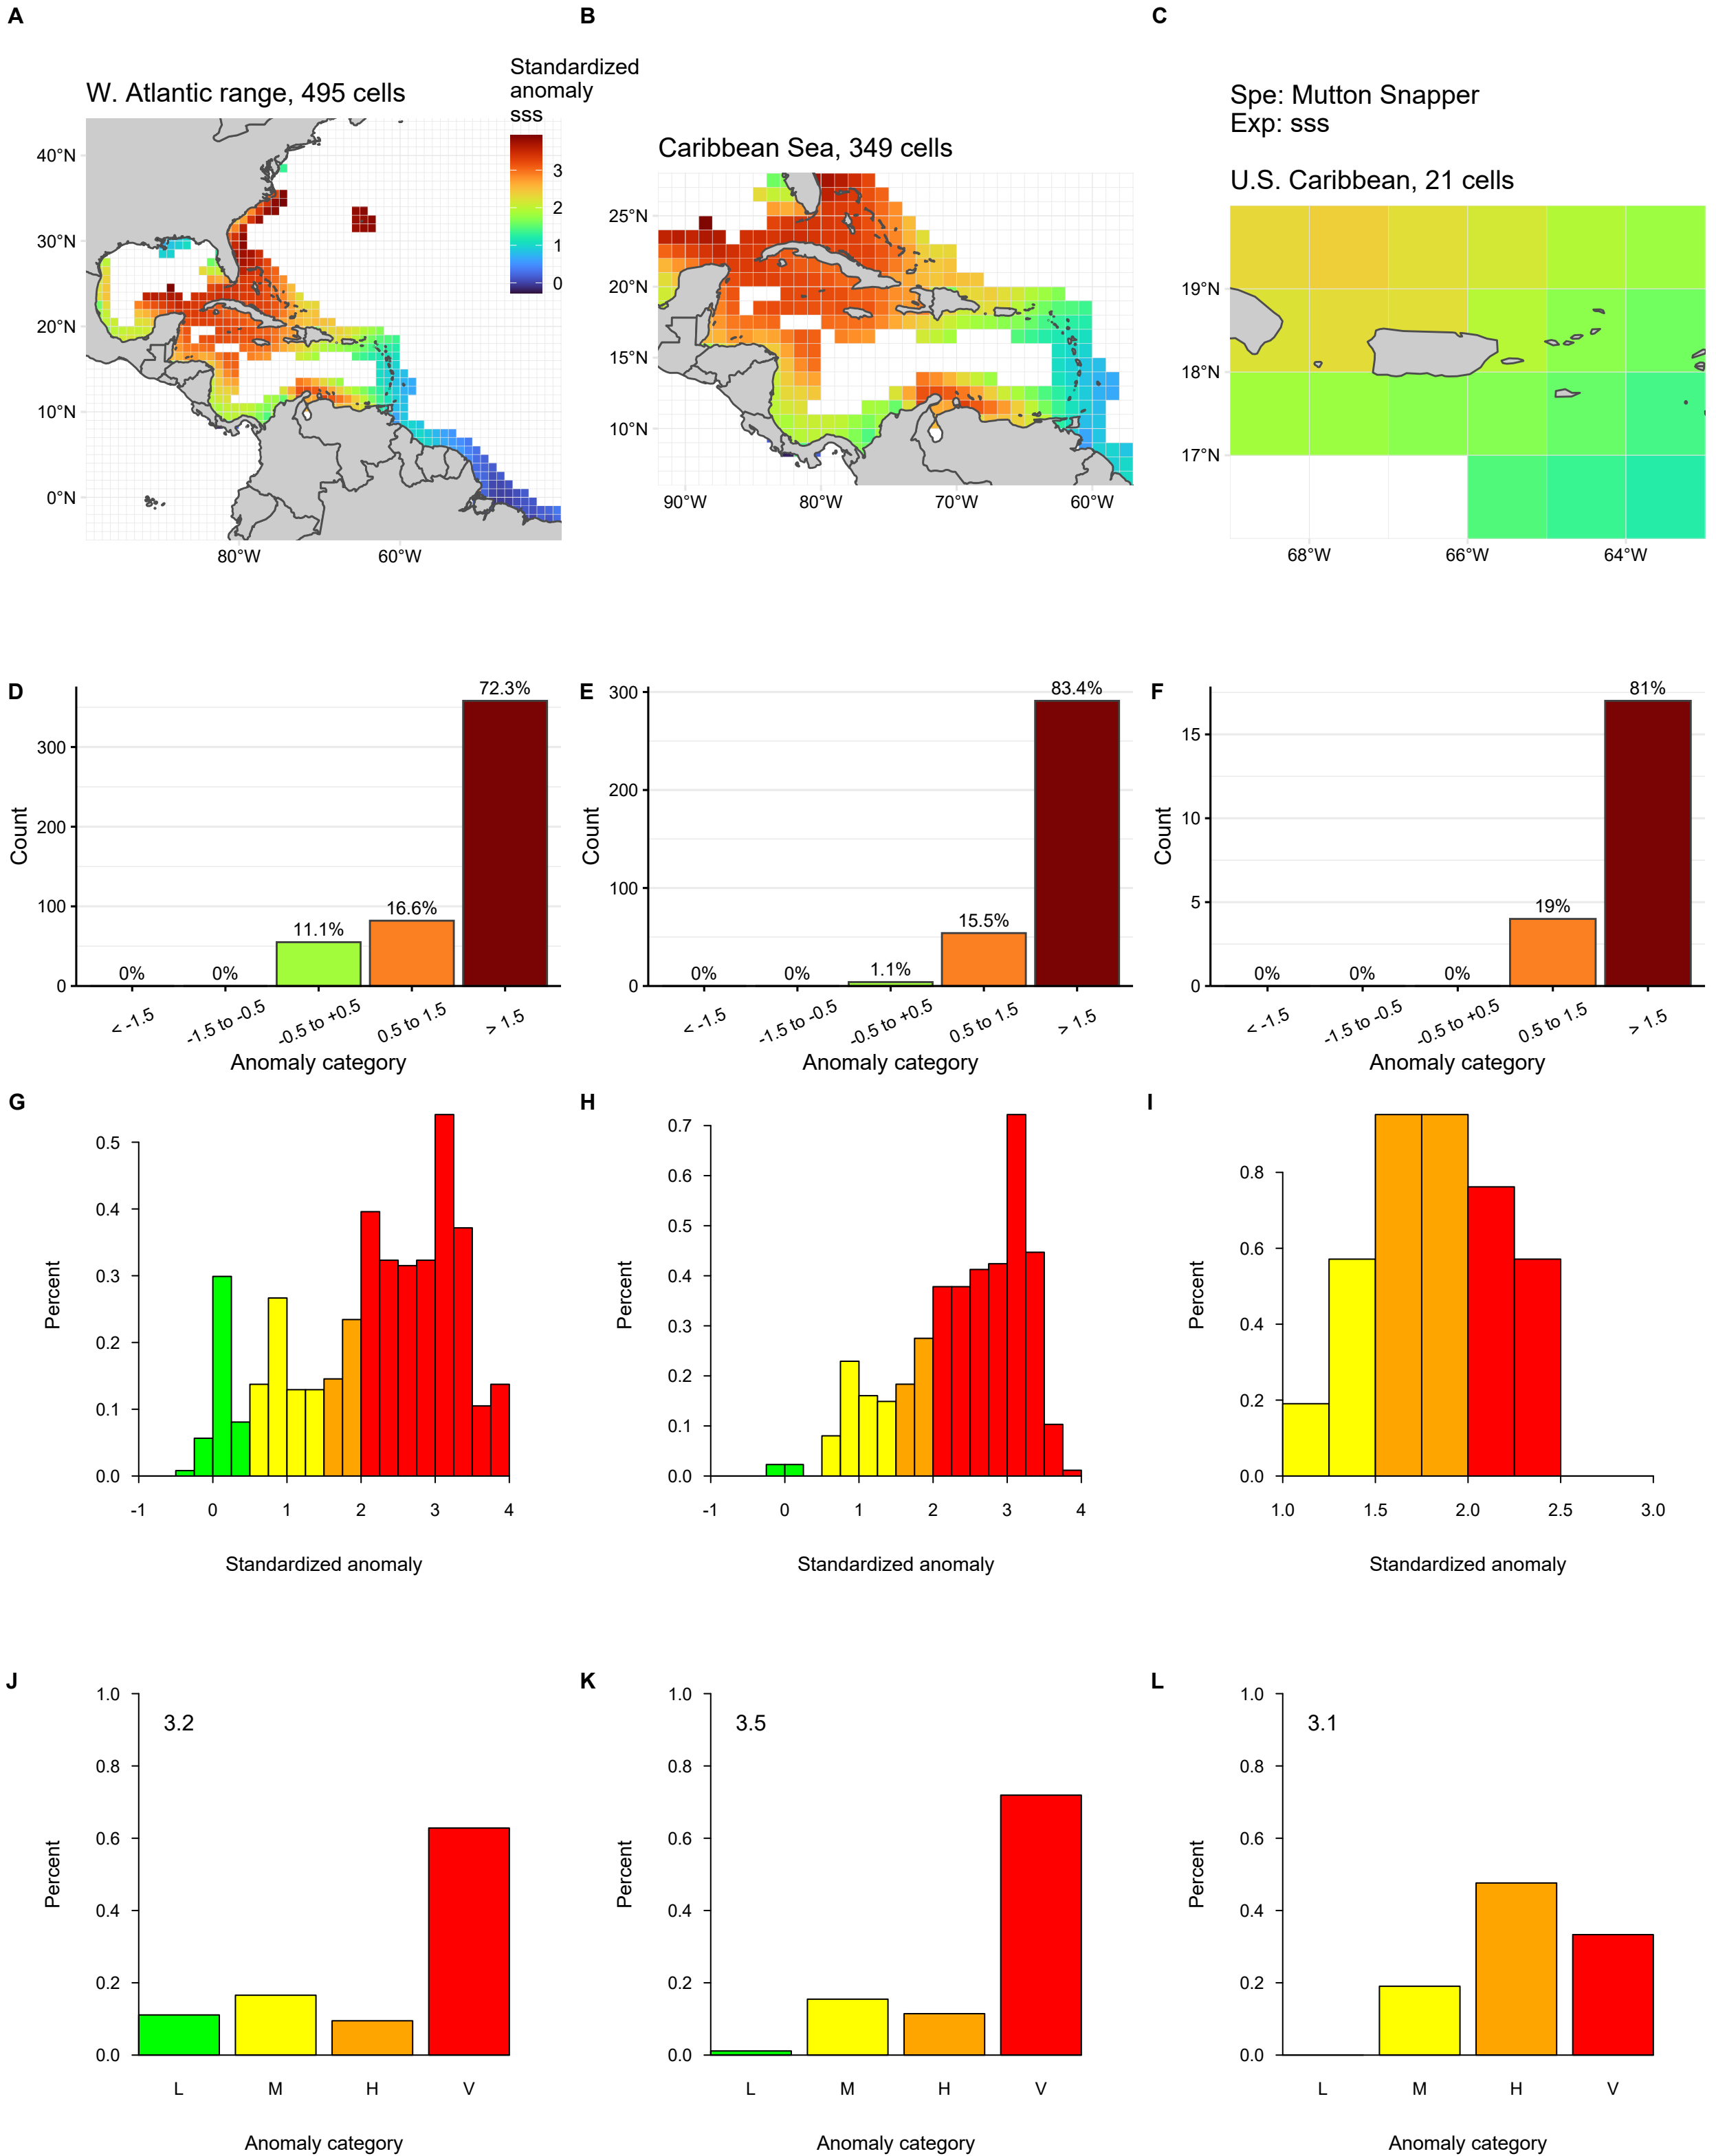 A
B
C
W. Atlantic range, 495 cells
Standardized
anomaly
sss
3
2
1
0
40°N
30°N
20°N
10°N
0°N
80°W
60°W
Caribbean Sea, 349 cells
25°N
20°N
15°N
10°N
90°W
80°W
70°W
60°W
Spe: Mutton Snapper
Exp: sss
U.S. Caribbean, 21 cells
19°N
18°N
17°N
68°W
66°W
64°W
D
Count
300
200
100
0
0%
0%
11.1%
16.6%
72.3%
< -1.5
-1.5 to -0.5
-0.5 to +0.5
0.5 to 1.5
> 1.5
Anomaly category
E
Count
300
200
100
0
0%
0%
1.1%
15.5%
83.4%
< -1.5
-1.5 to -0.5
-0.5 to +0.5
0.5 to 1.5
> 1.5
Anomaly category
F
Count
15
10
5
0
0%
0%
0%
19%
81%
< -1.5
-1.5 to -0.5
-0.5 to +0.5
0.5 to 1.5
> 1.5
Anomaly category
G
Percent
0.5
0.4
0.3
0.2
0.1
0.0
-1
0
1
2
3
4
Standardized anomaly
H
Percent
0.7
0.6
0.5
0.4
0.3
0.2
0.1
0.0
-1
0
1
2
3
4
Standardized anomaly
I
Percent
0.8
0.6
0.4
0.2
0.0
1.0
1.5
2.0
2.5
3.0
Standardized anomaly
J
3.2
Percent
1.0
0.8
0.6
0.4
0.2
0.0
L
M
H
V
Anomaly category
K
3.5
Percent
1.0
0.8
0.6
0.4
0.2
0.0
L
M
H
V
Anomaly category
L
3.1
Percent
1.0
0.8
0.6
0.4
0.2
0.0
L
M
H
V
Anomaly category